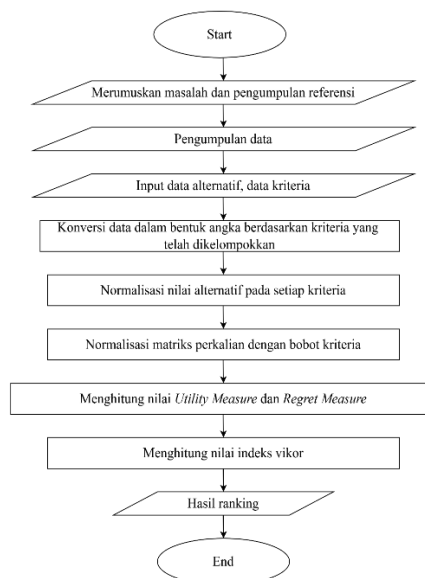 Start
Merumuskan masalah dan pengumpulan referensi
Pengumpulan data
Input data alternatif, data kriteria
Konversi data dalam bentuk angka berdasarkan kriteria yang
telah dikelompokkan
Normalisasi nilai alternatif pada setiap kriteria
Normalisasi matriks perkalian dengan bobot kriteria
Menghitung nilai Utility Measure dan Regret Measure
Menghitung nilai indeks vikor
Hasil ranking
End